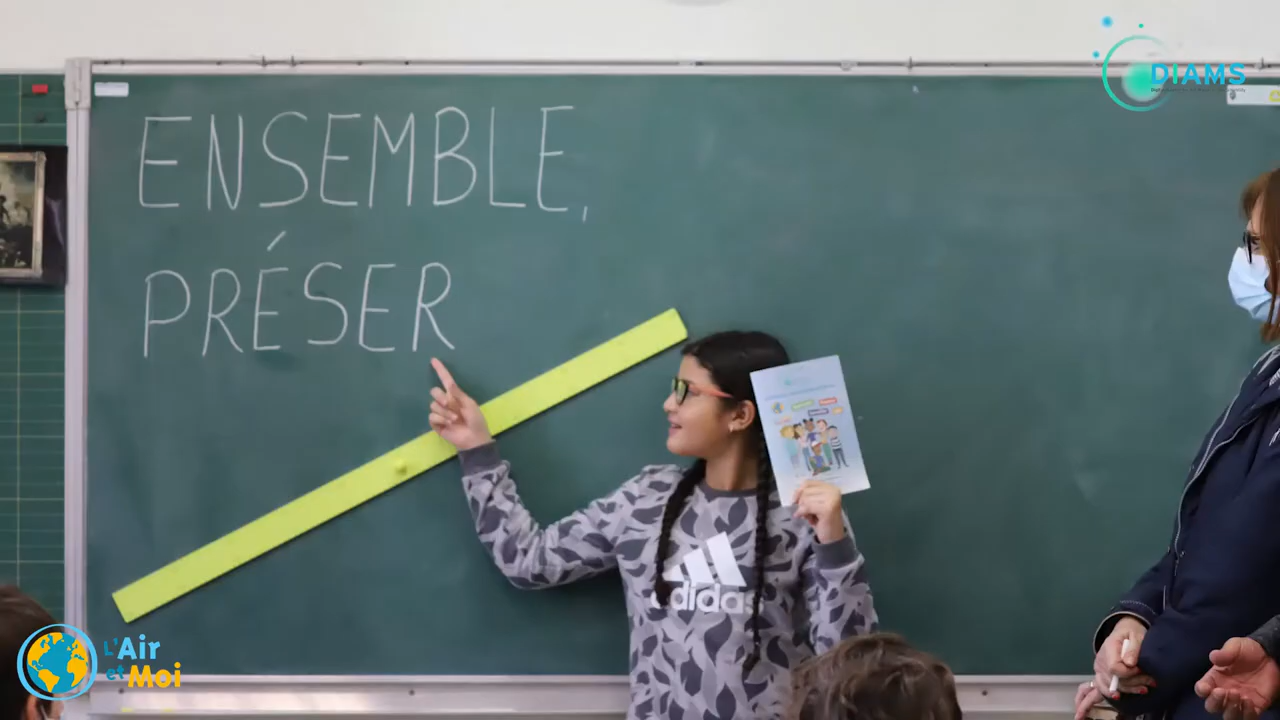 DIAMS
ENSEMBLE,
PRÉSER
adidas
L'Air
et Moi